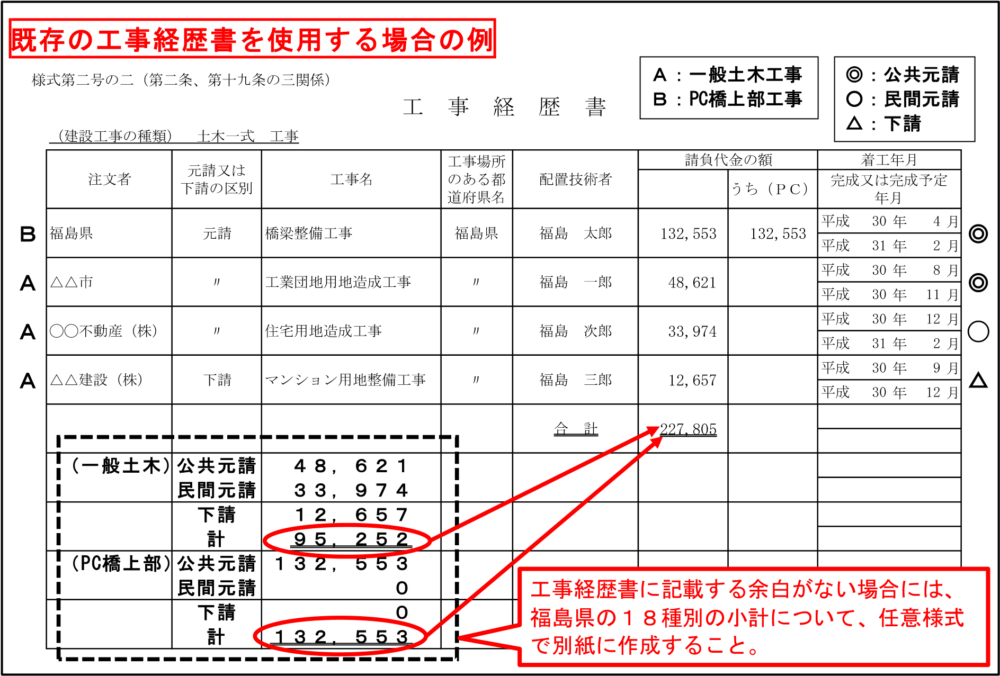 既存の工事経歴書を使用する場合の例
様式第二号の二（第二条、第十九条の三関係）
工　事　経　歴　書
Ａ：一般土木工事
Ｂ：PC橋上部工事
◎：公共元請
○：民間元請
△：下請
（建設工事の種類）　土木一式　工事
注文者
元請又は
下請の区別
工事名
工事場所
のある都
道府県名
配置技術者
請負代金の額
うち（ＰＣ）
着工年月
完成又は完成予定
年月
Ｂ 福島県 元請 橋梁整備工事 福島県 福島　太郎 132,553 132,553 平成 30 年 4 月 ◎
平成 31 年 2 月
Ａ △△市 〃 工業団地用地造成工事 〃 福島　一郎 48,621 平成 30 年 8 月 ◎
平成 30 年 11 月
Ａ ○○不動産（株） 〃 住宅用地造成工事 〃 福島　次郎 33,974 平成 30 年 12 月 ○
平成 31 年 2 月
Ａ △△建設（株） 下請 マンション用地整備工事 〃 福島　三郎 12,657 平成 30 年 9 月 △
平成 30 年 12 月
合　計 227,805
（一般土木）公共元請 ４８，６２１
民間元請 ３３，９７４
下請 １２，６５７
計 ９５，２５２
（PC橋上部）公共元請 １３２，５５３
民間元請 ０
下請 ０
計 １３２，５５３
工事経歴書に記載する余白がない場合には、
福島県の１８種別の小計について、任意様式
で別紙に作成すること。